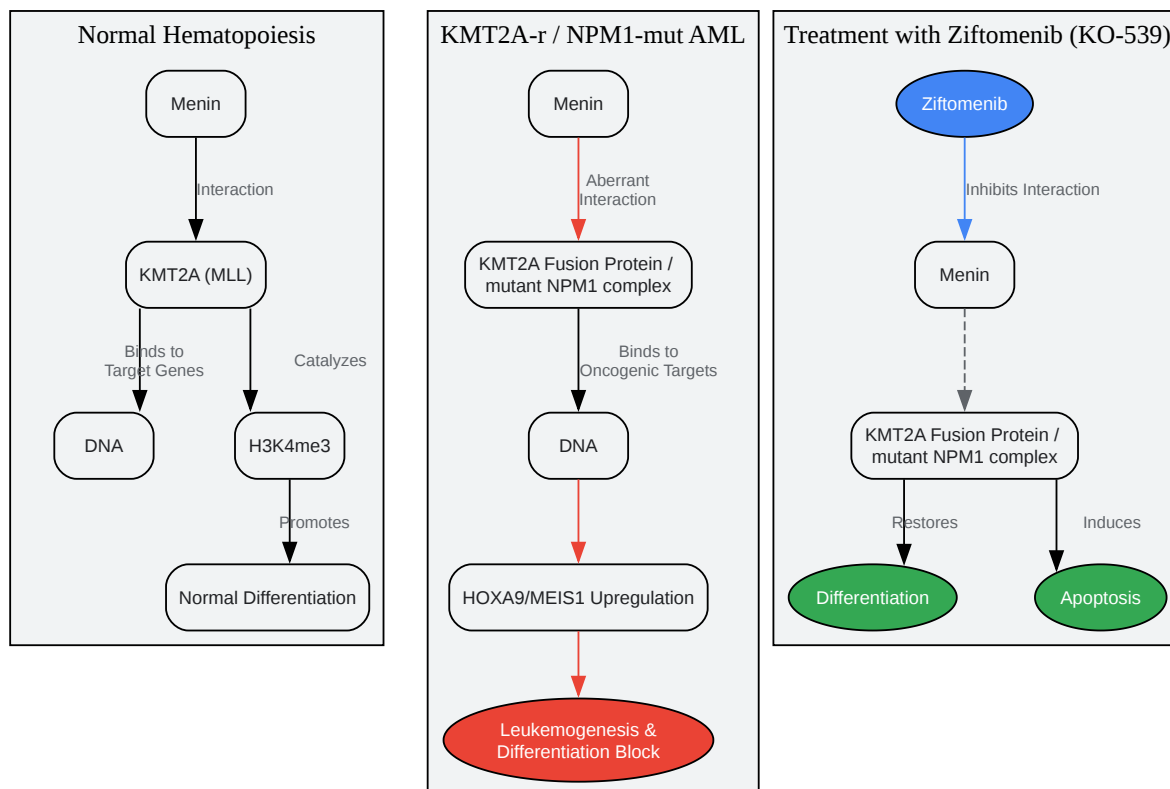 Normal Hematopoiesis
Menin
Interaction
KMT2A (MLL)
Binds to
Target Genes
Catalyzes
DNA
H3K4me3
Promotes
Normal Differentiation
KMT2A-r / NPM1-mut AML
Menin
Aberrant
Interaction
KMT2A Fusion Protein /
mutant NPM1 complex
Binds to
Oncogenic Targets
DNA
HOXA9/MEIS1 Upregulation
Leukemogenesis &
Differentiation Block
Treatment with Ziftomenib (KO-539)
Ziftomenib
Inhibits Interaction
Menin
KMT2A Fusion Protein /
mutant NPM1 complex
Restores
Induces
Differentiation
Apoptosis